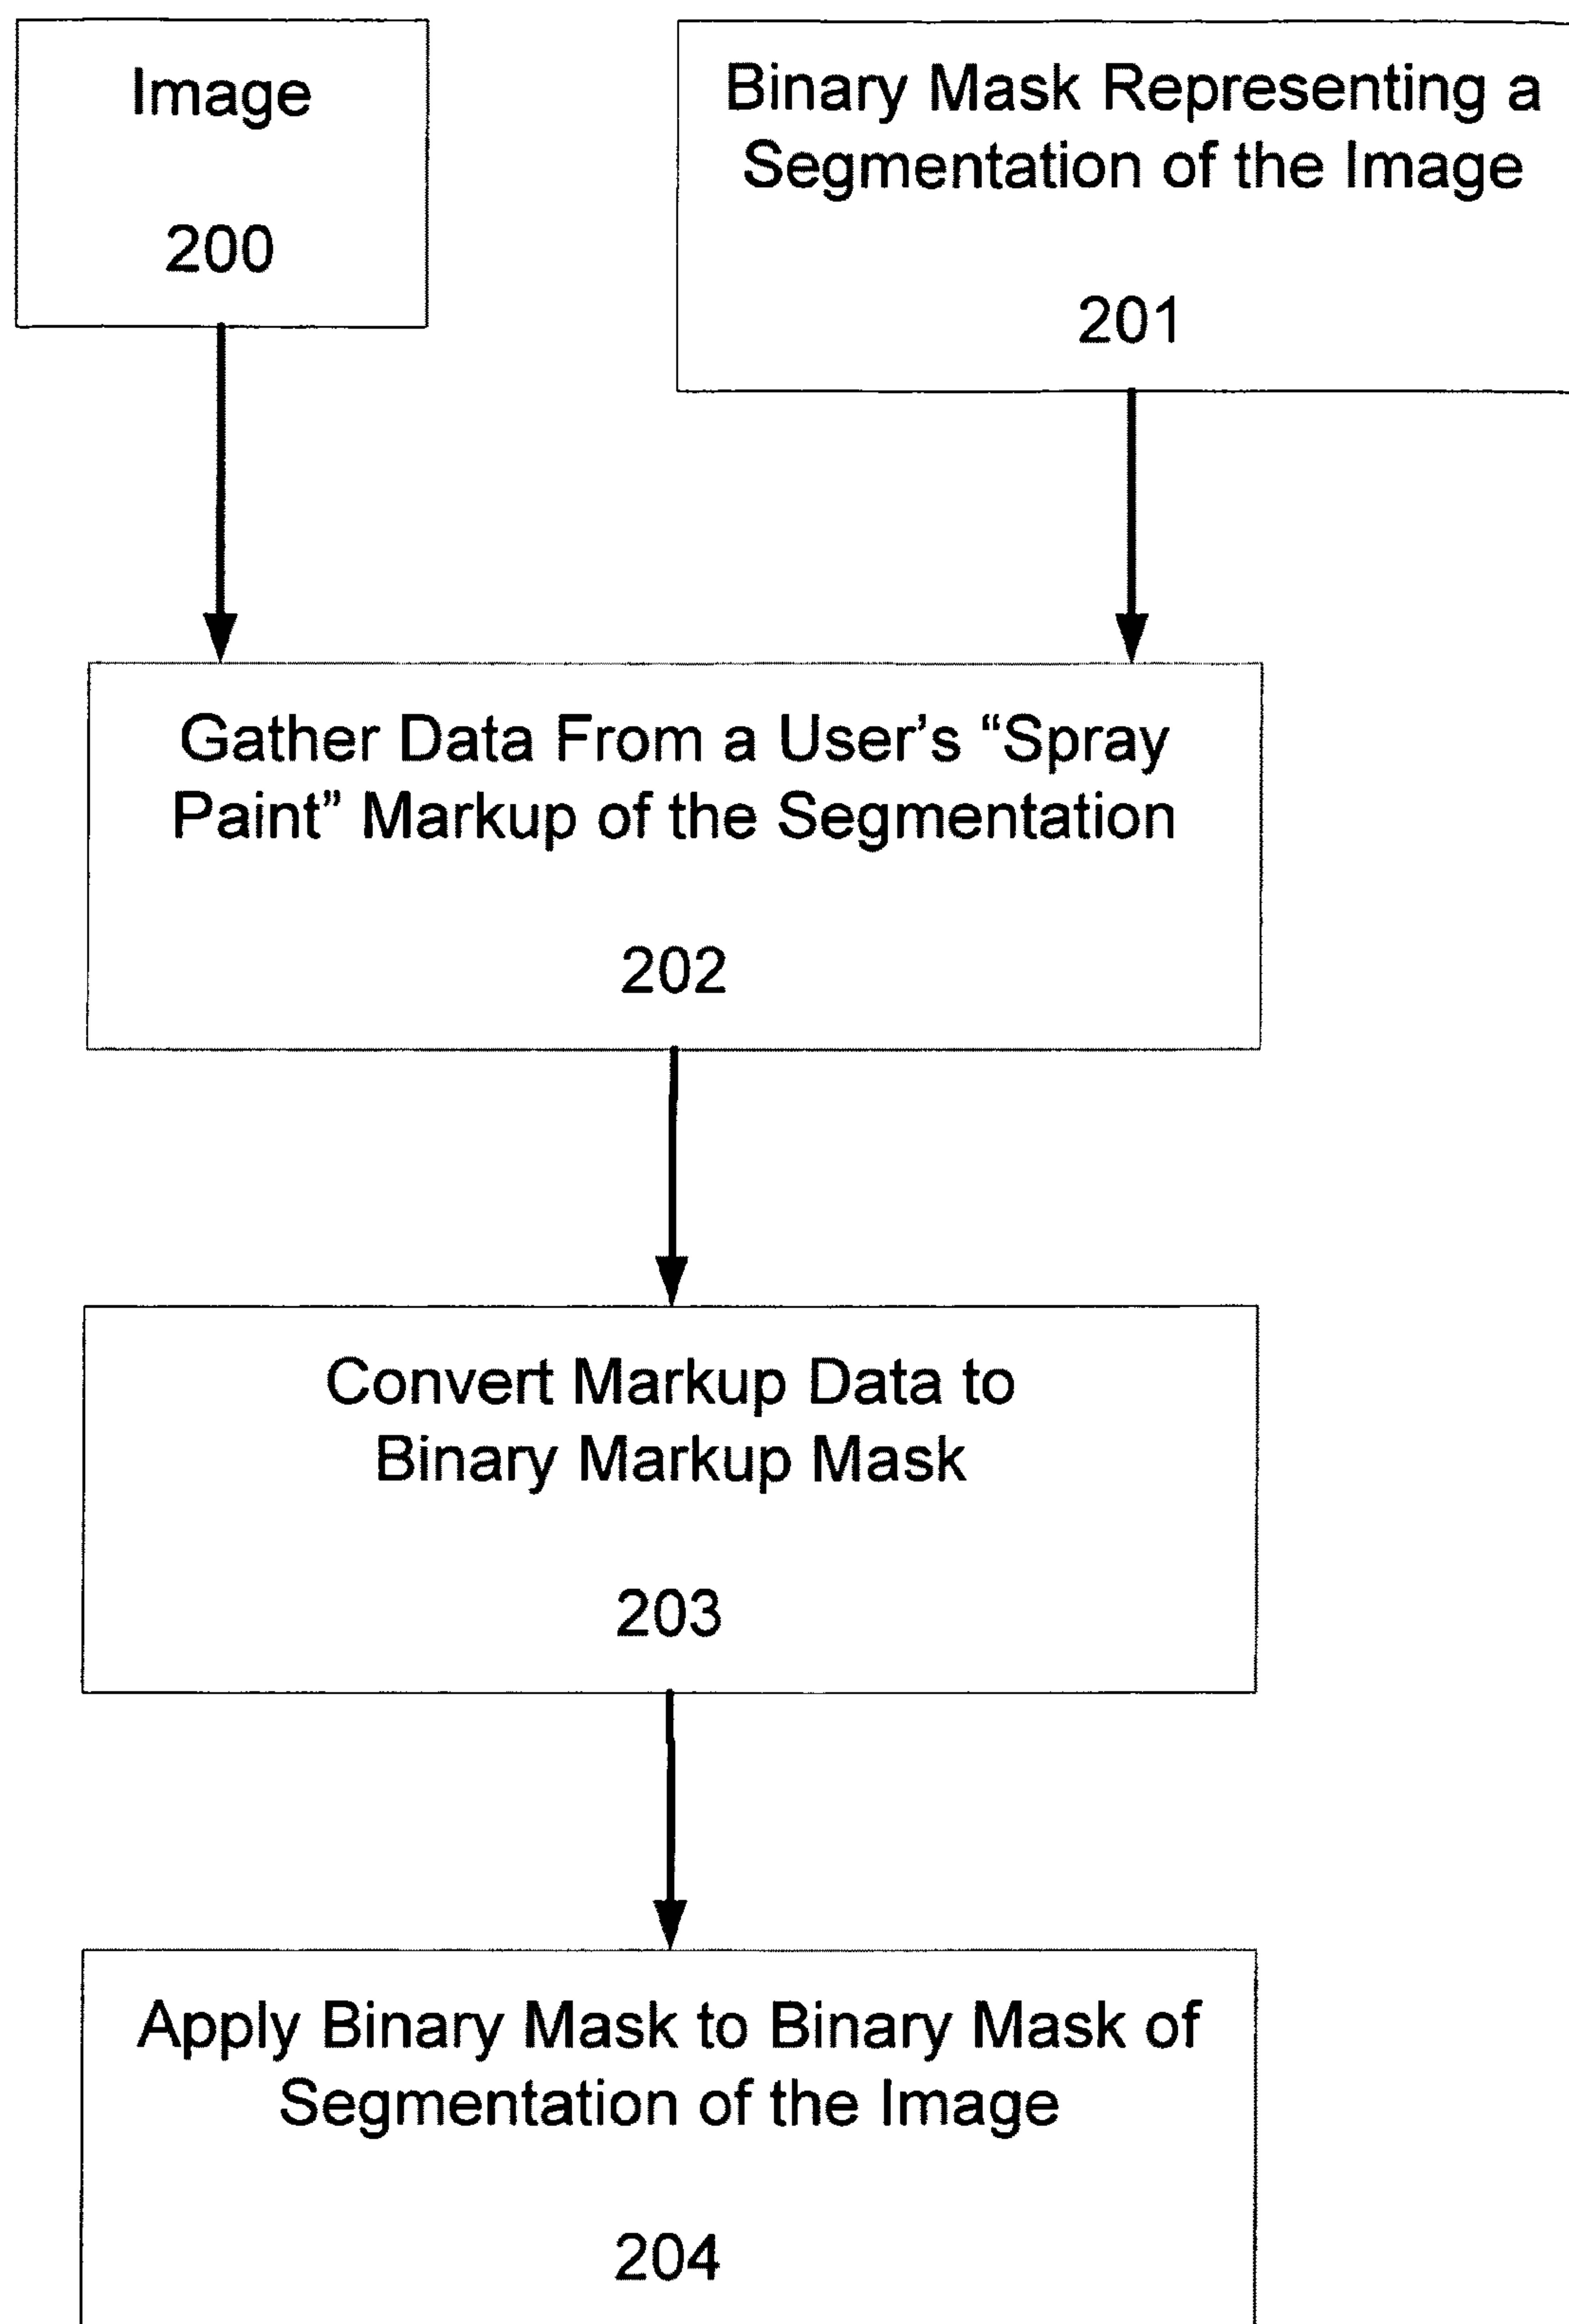 Image
200
Binary Mask Representing a
Segmentation of the Image
201
Gather Data From a User’s “Spray
Paint” Markup of the Segmentation
202
Convert Markup Data to
Binary Markup Mask
203
Apply Binary Mask to Binary Mask of
Segmentation of the Image
204